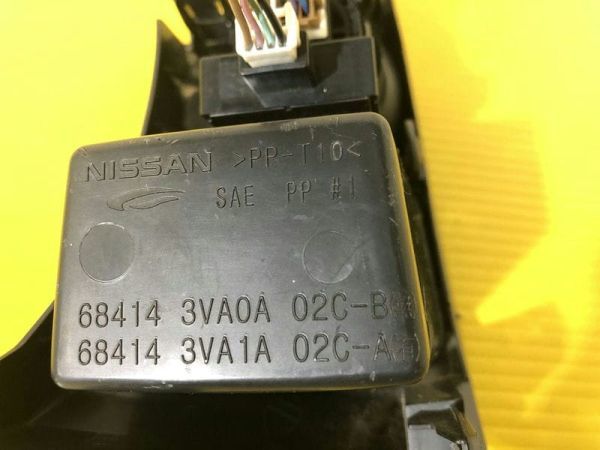 NISSAN >PP-T10<
SAE PP #1
68414 3VA0A 02C-B
68414 3VA1A 02C-A